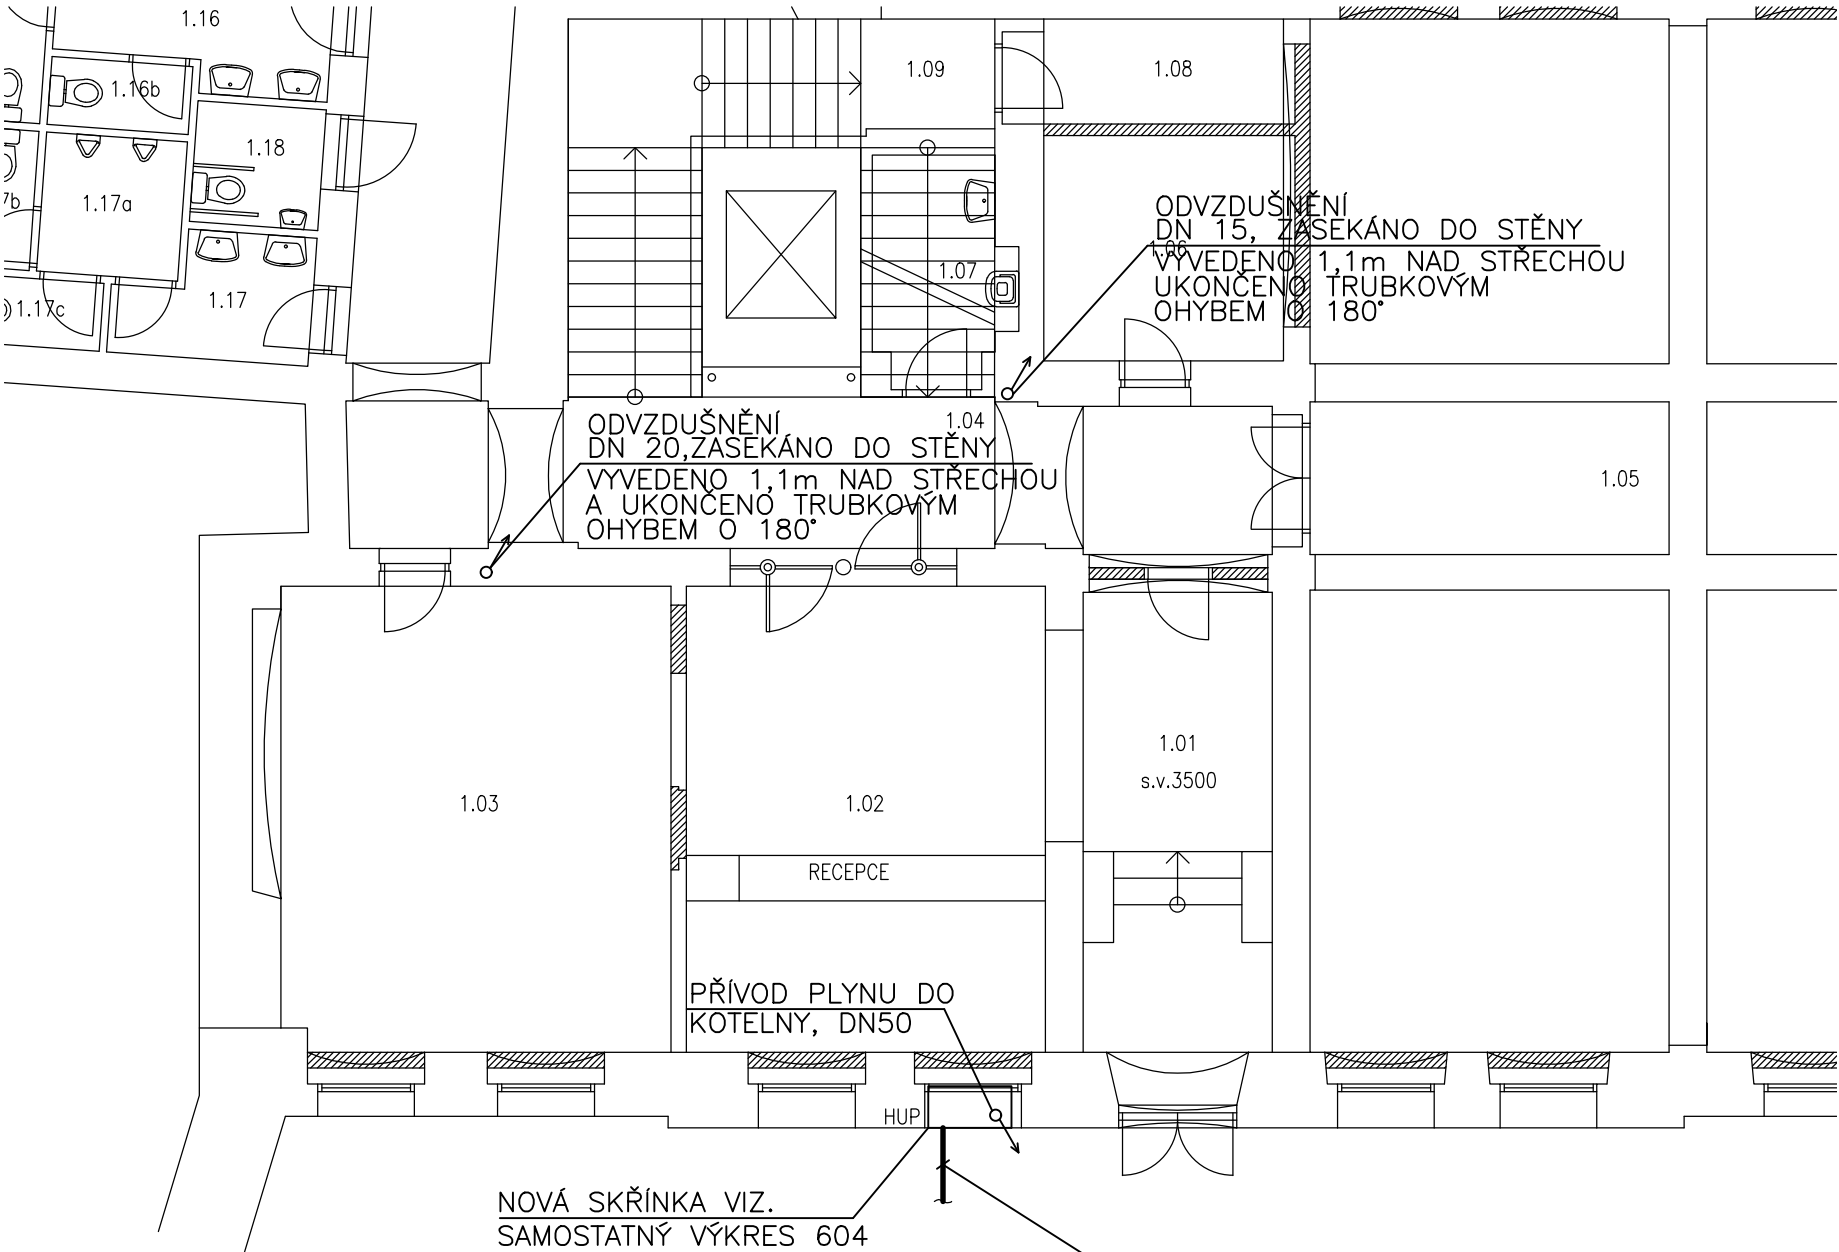 1.16
1.09
1.08
1.16b
1.18
7b
1.17a
ODVZDUŠNĚNÍ
DN 15, ZASEKÁNO DO STĚNY
1.06
VYVEDENO 1,1m NAD STŘECHOU
UKONČENO TRUBKOVÝM
OHYBEM O 180°
1.07
1.17
1.17c
1.04
ODVZDUŠNĚNÍ
DN 20,ZASEKÁNO DO STĚNY
VYVEDENO 1,1m NAD STŘECHOU
A UKONČENO TRUBKOVÝM
OHYBEM O 180°
1.05
1.01
s.v.3500
1.03
1.02
RECEPCE
PŘÍVOD PLYNU DO
KOTELNY, DN50
HUP
NOVÁ SKŘÍNKA VIZ.
SAMOSTATNÝ VÝKRES 604